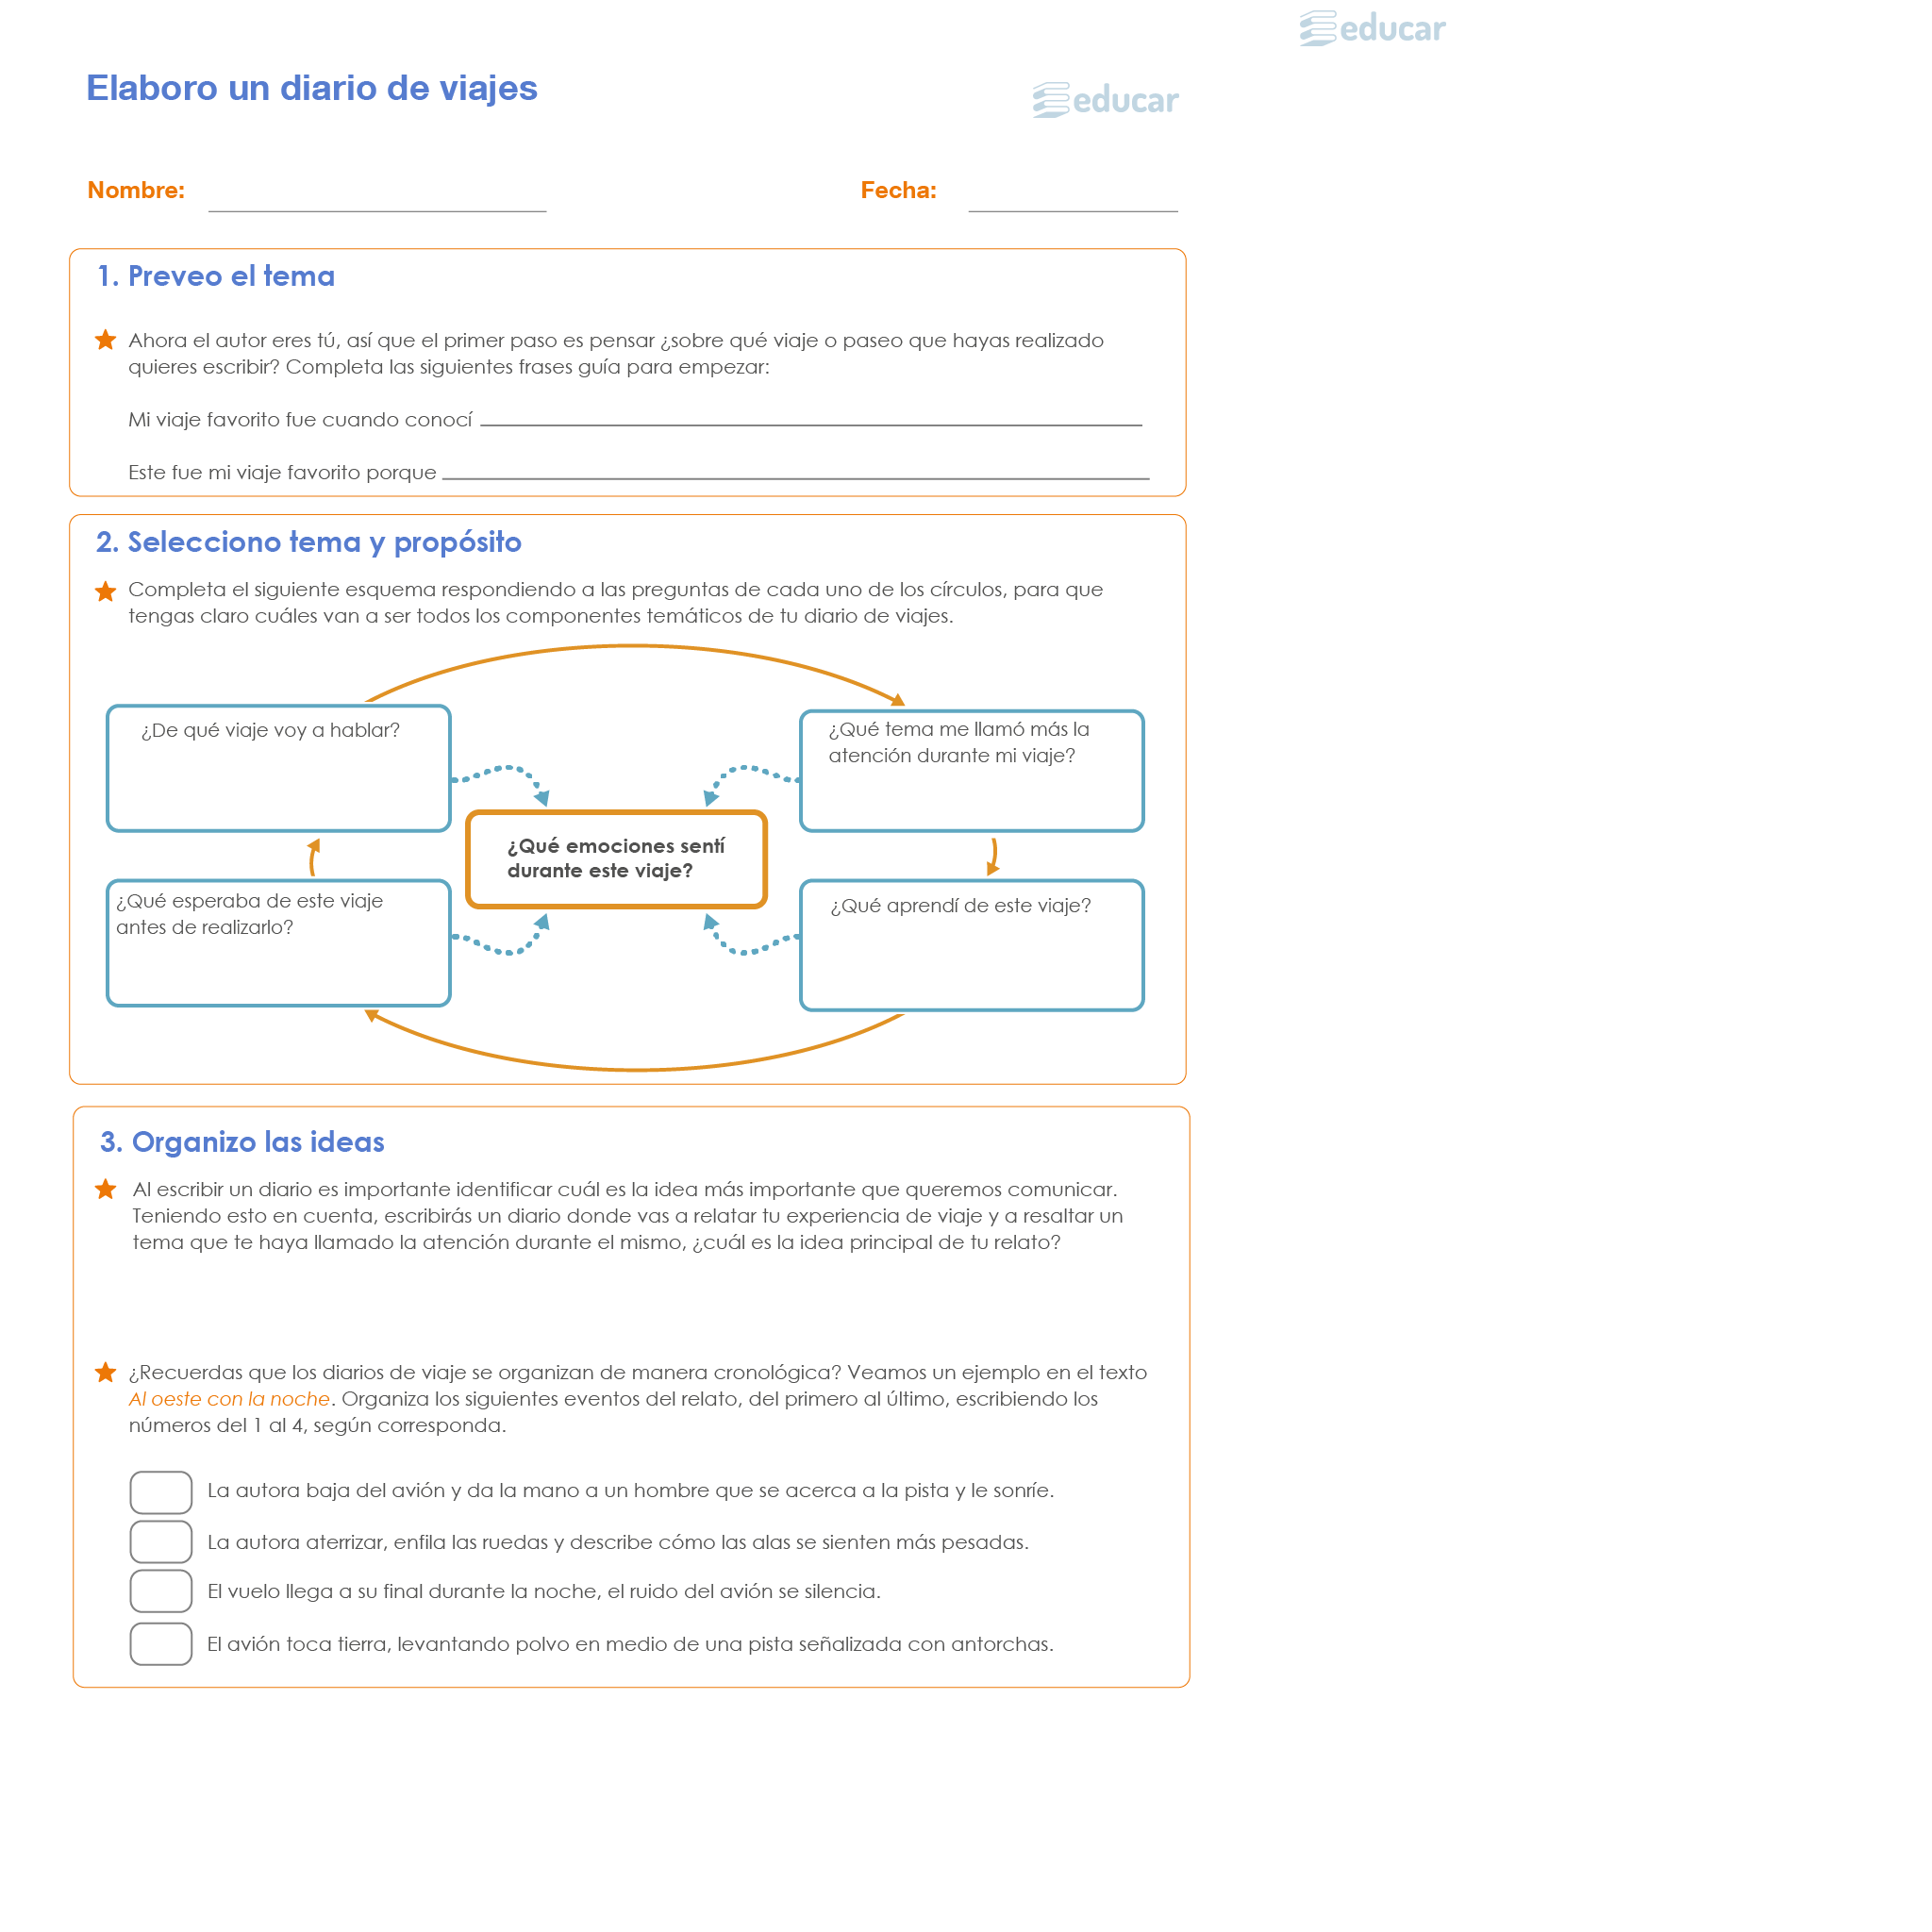 educar
Elaboro un diario de viajes
educar
Nombre:
Fecha:
1. Preveo el tema
Ahora el autor eres tú, así que el primer paso es pensar ¿sobre qué viaje o paseo que hayas realizado
quieres escribir? Completa las siguientes frases guía para empezar:
Mi viaje favorito fue cuando conocí
Este fue mi viaje favorito porque
2. Selecciono tema y propósito
Completa el siguiente esquema respondiendo a las preguntas de cada uno de los círculos, para que
tengas claro cuáles van a ser todos los componentes temáticos de tu diario de viajes.
¿De qué viaje voy a hablar?
¿Qué tema me llamó más la
atención durante mi viaje?
¿Qué emociones sentí
durante este viaje?
¿Qué esperaba de este viaje
antes de realizarlo?
¿Qué aprendí de este viaje?
3. Organizo las ideas
Al escribir un diario es importante identificar cuál es la idea más importante que queremos comunicar.
Teniendo esto en cuenta, escribirás un diario donde vas a relatar tu experiencia de viaje y a resaltar un
tema que te haya llamado la atención durante el mismo, ¿cuál es la idea principal de tu relato?
¿Recuerdas que los diarios de viaje se organizan de manera cronológica? Veamos un ejemplo en el texto
Al oeste con la noche. Organiza los siguientes eventos del relato, del primero al último, escribiendo los
números del 1 al 4, según corresponda.
La autora baja del avión y da la mano a un hombre que se acerca a la pista y le sonríe.
La autora aterrizar, enfila las ruedas y describe cómo las alas se sienten más pesadas.
El vuelo llega a su final durante la noche, el ruido del avión se silencia.
El avión toca tierra, levantando polvo en medio de una pista señalizada con antorchas.